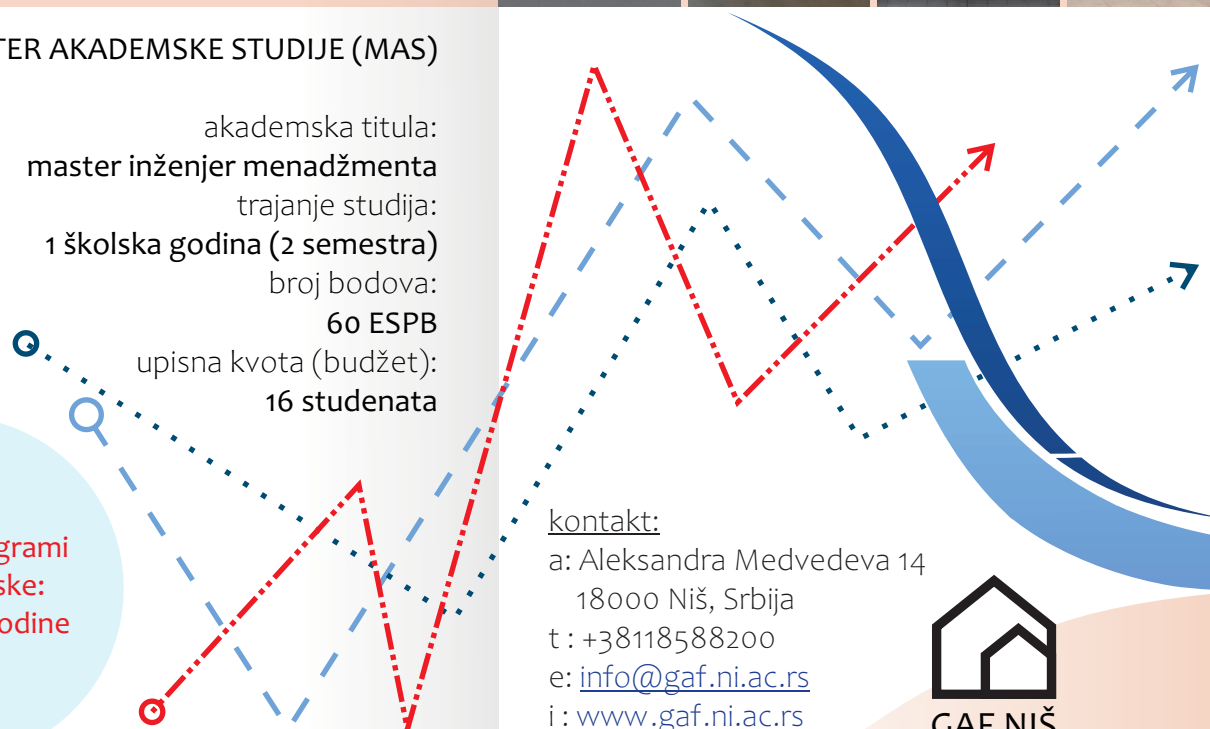 TER AKADEMSKE STUDIJE (MAS)
akademska titula:
master inženjer menadžmenta
trajanje studija:
1 školska godina (2 semestra)
broj bodova:
60 ESPB
upisna kvota (budžet):
16 studenata
grami
ske:
odine
kontakt:
a: Aleksandra Medvedeva 14
18000 Niš, Srbija
t : +38118588200
e: info@gaf.ni.ac.rs
i : www.gaf.ni.ac.rs
GAF NIŠ